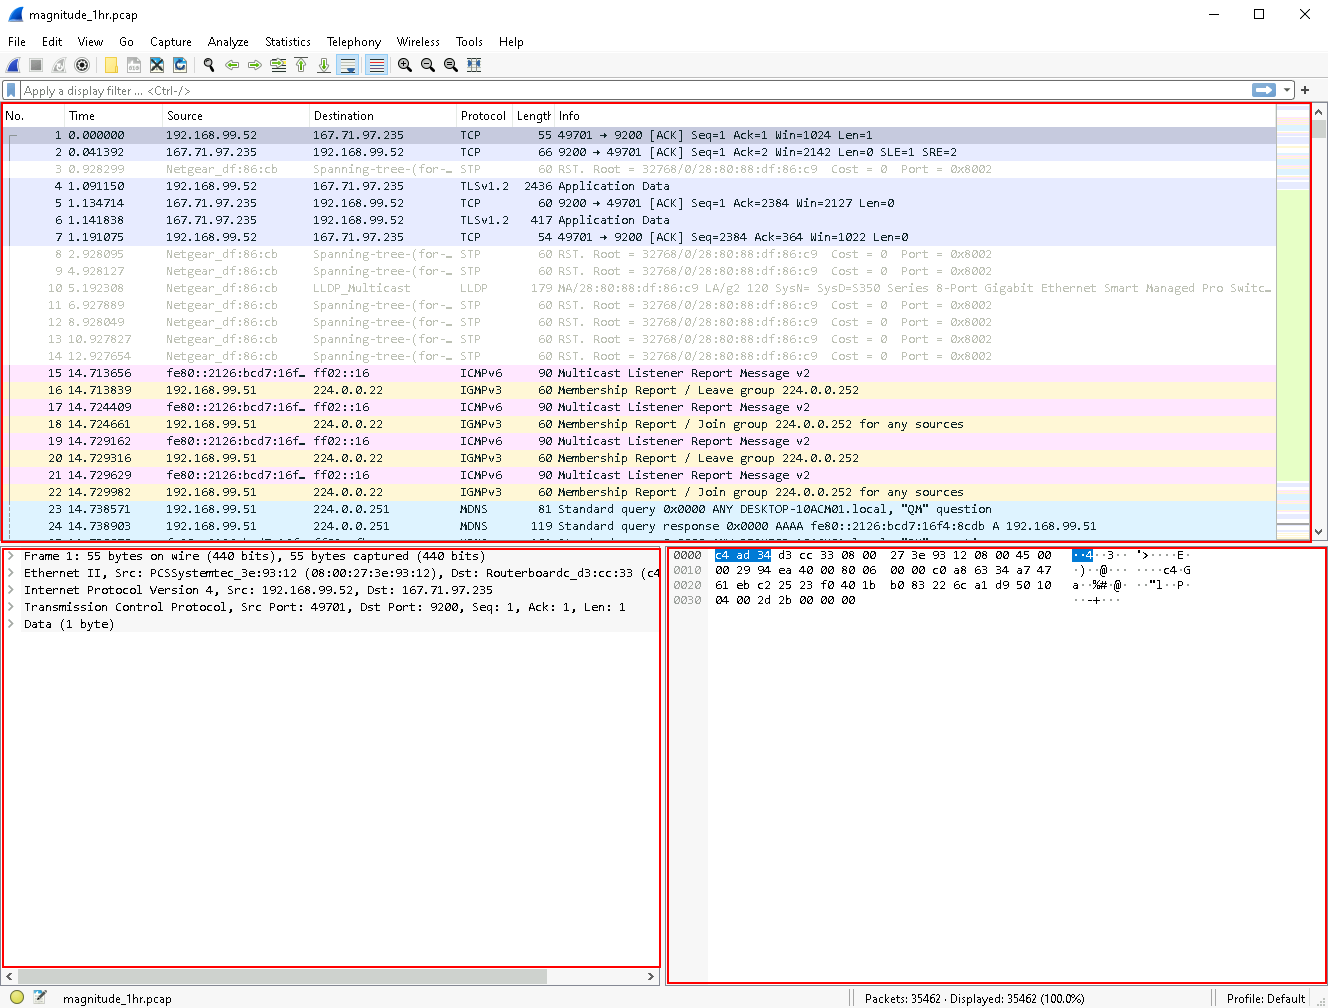 magnitude_1hr.pcap
File Edit View Go Capture Analyze Statistics Telephony Wireless Tools Help
Apply a display filter ... <Ctrl-/>
No. Time Source Destination Protocol Length Info
1 0.000000 192.168.99.52 167.71.97.235 TCP 55 49701 → 9200 [ACK] Seq=1 Ack=1 Win=1024 Len=1
2 0.041392 167.71.97.235 192.168.99.52 TCP 66 9200 → 49701 [ACK] Seq=1 Ack=2 Win=2142 Len=0 SLE=1 SRE=2
3 0.928299 Netgear_df:86:cb Spanning-tree-(for-… STP 60 RST. Root = 32768/0/28:80:88:df:86:c9 Cost = 0 Port = 0x8002
4 1.091150 192.168.99.52 167.71.97.235 TLSv1.2 2436 Application Data
5 1.134714 167.71.97.235 192.168.99.52 TCP 60 9200 → 49701 [ACK] Seq=1 Ack=2384 Win=2127 Len=0
6 1.141838 167.71.97.235 192.168.99.52 TLSv1.2 417 Application Data
7 1.191075 192.168.99.52 167.71.97.235 TCP 54 49701 → 9200 [ACK] Seq=2384 Ack=364 Win=1022 Len=0
8 2.928095 Netgear_df:86:cb Spanning-tree-(for-… STP 60 RST. Root = 32768/0/28:80:88:df:86:c9 Cost = 0 Port = 0x8002
9 4.928127 Netgear_df:86:cb Spanning-tree-(for-… STP 60 RST. Root = 32768/0/28:80:88:df:86:c9 Cost = 0 Port = 0x8002
10 5.192308 Netgear_df:86:cb LLDP_Multicast LLDP 179 MA/28:80:88:df:86:c9 LA/g2 120 SysN= SysD=S350 Series 8-Port Gigabit Ethernet Smart Managed Pro Switc…
11 6.927889 Netgear_df:86:cb Spanning-tree-(for-… STP 60 RST. Root = 32768/0/28:80:88:df:86:c9 Cost = 0 Port = 0x8002
12 8.928049 Netgear_df:86:cb Spanning-tree-(for-… STP 60 RST. Root = 32768/0/28:80:88:df:86:c9 Cost = 0 Port = 0x8002
13 10.927827 Netgear_df:86:cb Spanning-tree-(for-… STP 60 RST. Root = 32768/0/28:80:88:df:86:c9 Cost = 0 Port = 0x8002
14 12.927654 Netgear_df:86:cb Spanning-tree-(for-… STP 60 RST. Root = 32768/0/28:80:88:df:86:c9 Cost = 0 Port = 0x8002
15 14.713656 fe80::2126:bcd7:16f… ff02::16 ICMPv6 90 Multicast Listener Report Message v2
16 14.713839 192.168.99.51 224.0.0.22 IGMPv3 60 Membership Report / Leave group 224.0.0.252
17 14.724409 fe80::2126:bcd7:16f… ff02::16 ICMPv6 90 Multicast Listener Report Message v2
18 14.724661 192.168.99.51 224.0.0.22 IGMPv3 60 Membership Report / Join group 224.0.0.252 for any sources
19 14.729162 fe80::2126:bcd7:16f… ff02::16 ICMPv6 90 Multicast Listener Report Message v2
20 14.729316 192.168.99.51 224.0.0.22 IGMPv3 60 Membership Report / Leave group 224.0.0.252
21 14.729629 fe80::2126:bcd7:16f… ff02::16 ICMPv6 90 Multicast Listener Report Message v2
22 14.729982 192.168.99.51 224.0.0.22 IGMPv3 60 Membership Report / Join group 224.0.0.252 for any sources
23 14.738571 192.168.99.51 224.0.0.251 MDNS 81 Standard query 0x0000 ANY DESKTOP-10ACM01.local, "QM" question
24 14.738903 192.168.99.51 224.0.0.251 MDNS 119 Standard query response 0x0000 AAAA fe80::2126:bcd7:16f4:8cdb A 192.168.99.51
Frame 1: 55 bytes on wire (440 bits), 55 bytes captured (440 bits)
Ethernet II, Src: PCSSystemtec_3e:93:12 (08:00:27:3e:93:12), Dst: Routerboardc_d3:cc:33 (c4
Internet Protocol Version 4, Src: 192.168.99.52, Dst: 167.71.97.235
Transmission Control Protocol, Src Port: 49701, Dst Port: 9200, Seq: 1, Ack: 1, Len: 1
Data (1 byte)
0000 c4 ad 34 d3 cc 33 08 00 27 3e 93 12 08 00 45 00 ··4··3·· '>····E·
0010 00 29 94 ea 40 00 80 06 00 00 c0 a8 63 34 a7 47 ·)··@··· ····c4·G
0020 61 eb c2 25 23 f0 40 1b b0 83 22 6c a1 d9 50 10 a··%#·@· ··"l··P·
0030 04 00 2d 2b 00 00 00 ··-+···
magnitude_1hr.pcap
Packets: 35462 · Displayed: 35462 (100.0%)
Profile: Default